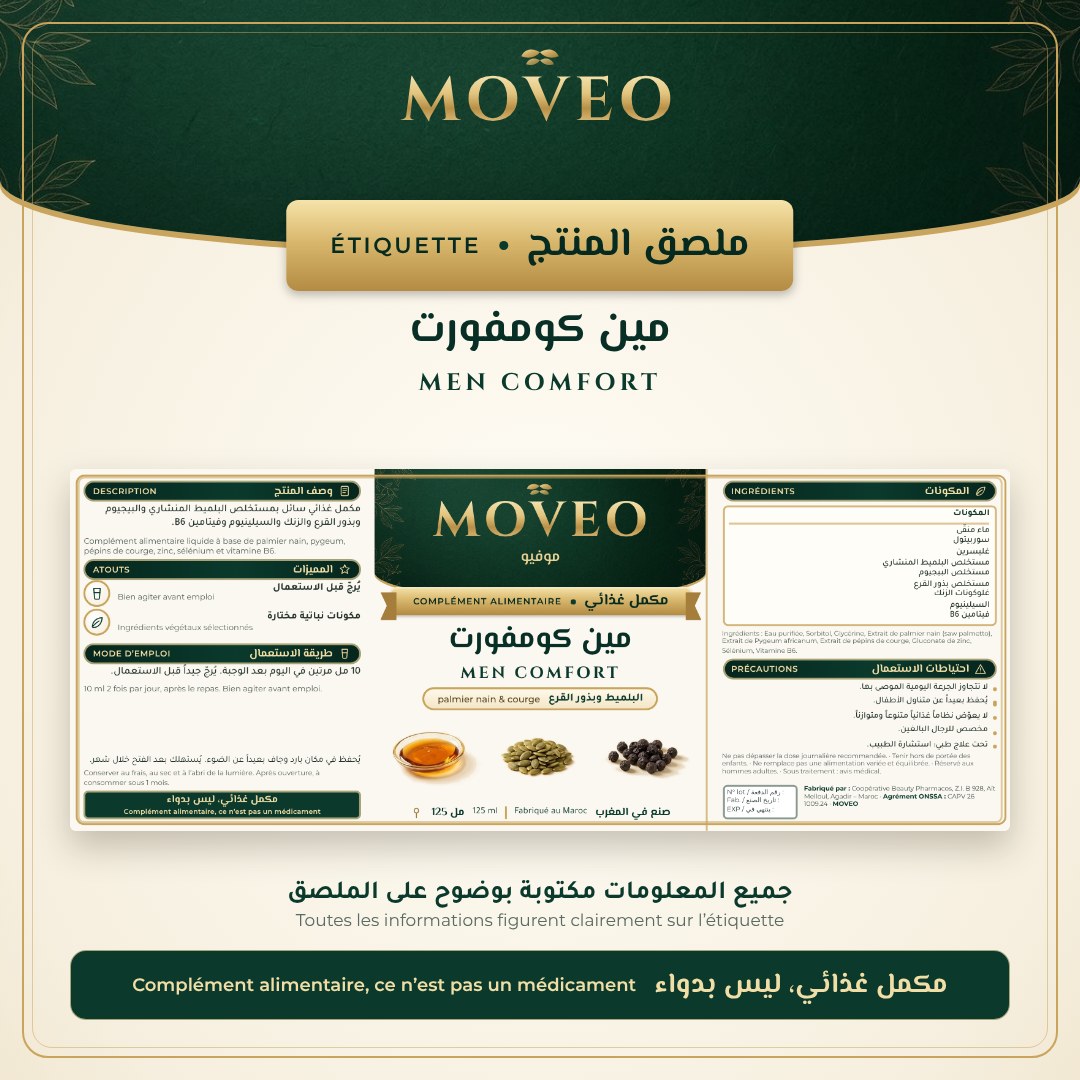 MOVEO
ÉTIQUETTE • ملصق المنتج
مين كومفورت
MEN COMFORT
DESCRIPTION وصف المنتج
مكمل غذائي سائل بمستخلص البلميط المنشاري والبيجيوم
وبذور القرع والزنك والسيلينيوم وفيتامين B6.
Complément alimentaire liquide à base de palmier nain, pygeum,
pépins de courge, zinc, sélénium et vitamine B6.
ATOUTS المميزات
يُرجّ قبل الاستعمال
Bien agiter avant emploi
مكونات نباتية مختارة
Ingrédients végétaux sélectionnés
MODE D'EMPLOI طريقة الاستعمال
10 مل مرتين في اليوم بعد الوجبة. يُرجّ جيداً قبل الاستعمال.
10 ml 2 fois par jour, après le repas. Bien agiter avant emploi.
يُحفظ في مكان بارد وجاف بعيداً عن الضوء. يُستهلك بعد الفتح خلال شهر.
Conserver au frais, au sec et à l'abri de la lumière. Après ouverture, à
consommer sous 1 mois.
مكمل غذائي، ليس بدواء
Complément alimentaire, ce n'est pas un médicament
MOVEO
موفيو
COMPLÉMENT ALIMENTAIRE • مكمل غذائي
مين كومفورت
MEN COMFORT
palmier nain & courge البلميط وبذور القرع
125 مل 125 ml | Fabriqué au Maroc صنع في المغرب
INGRÉDIENTS المكونات
المكونات
ماء منقّى
سوربيتول
غليسرين
مستخلص البلميط المنشاري
مستخلص البيجيوم
مستخلص بذور القرع
غلوكونات الزنك
السيلينيوم
فيتامين B6
Ingrédients : Eau purifiée, Sorbitol, Glycérine, Extrait de palmier nain (saw palmetto),
Extrait de Pygeum africanum, Extrait de pépins de courge, Gluconate de zinc,
Sélénium, Vitamine B6.
PRÉCAUTIONS احتياطات الاستعمال
لا تتجاوز الجرعة اليومية الموصى بها.
يُحفظ بعيداً عن متناول الأطفال.
لا يعوّض نظاماً غذائياً متنوعاً ومتوازناً.
مخصص للرجال البالغين.
تحت علاج طبي: استشارة الطبيب.
Ne pas dépasser la dose journalière recommandée. · Tenir hors de portée des
enfants. · Ne remplace pas une alimentation variée et équilibrée. · Réservé aux
hommes adultes. · Sous traitement : avis médical.
N° lot / رقم الدفعة :
Fab. / تاريخ الصنع :
EXP / ينتهي في :
Fabriqué par : Coopérative Beauty Pharmacos, Z.I. B 928, Ait
Melloul, Agadir – Maroc · Agrément ONSSA : CAPV 26
1009.24 · MOVEO
جميع المعلومات مكتوبة بوضوح على الملصق
Toutes les informations figurent clairement sur l'étiquette
Complément alimentaire, ce n'est pas un médicament مكمل غذائي، ليس بدواء